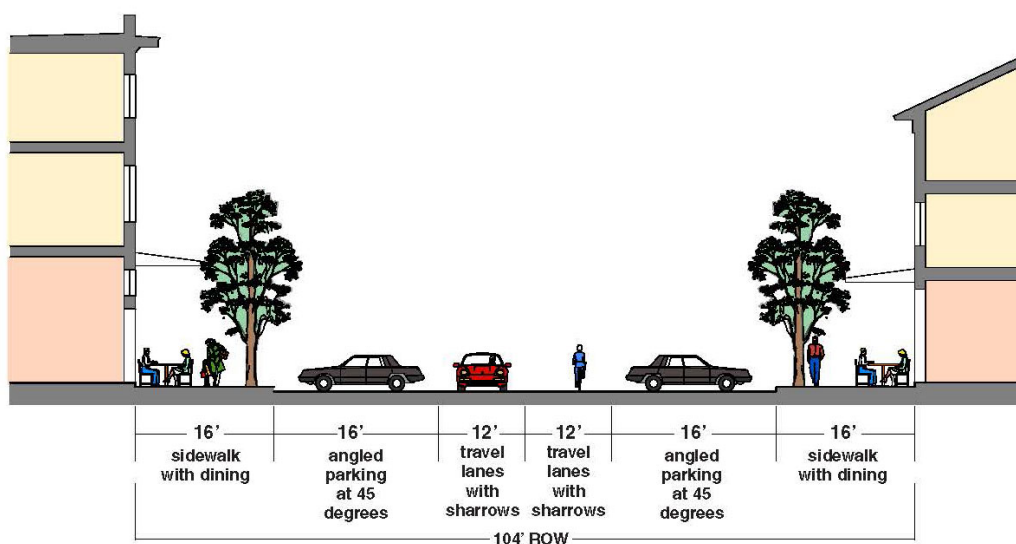 16’
sidewalk
with dining
16’
angled
parking
at 45
degrees
12’
travel
lanes
with
sharrows
12’
travel
lanes
with
sharrows
16’
angled
parking
at 45
degrees
16’
sidewalk
with dining
104’ ROW